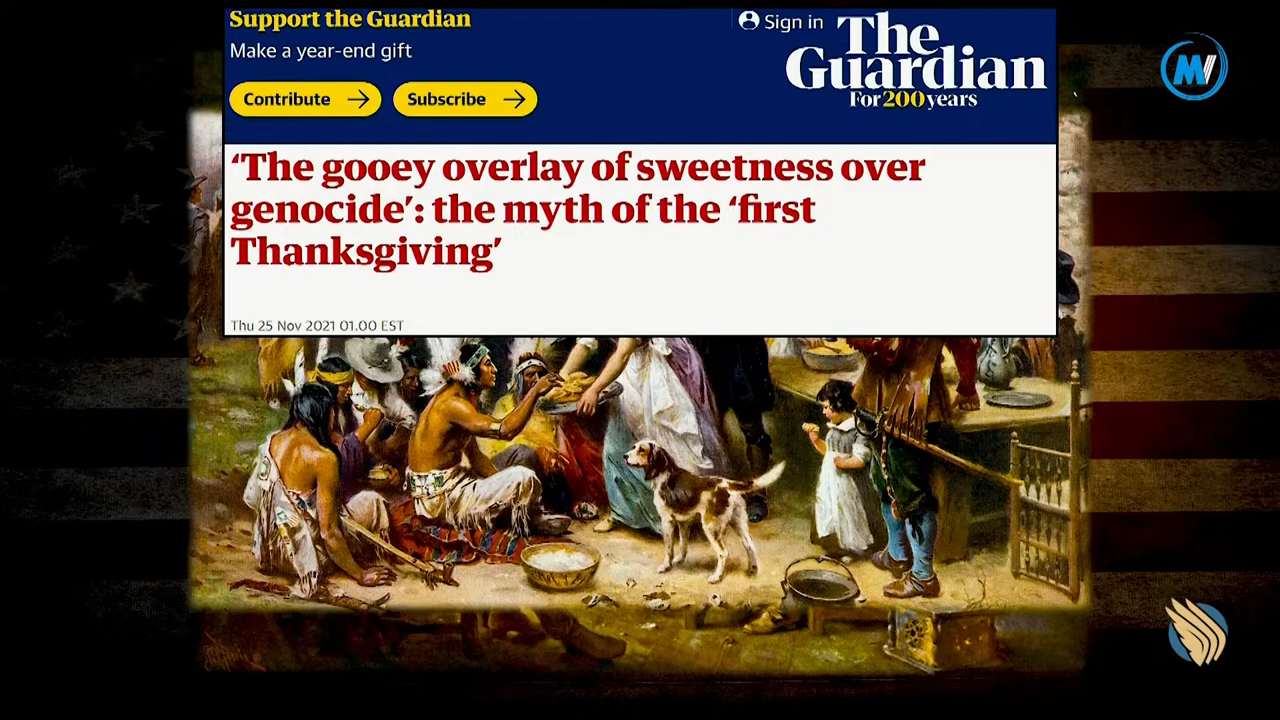 Support the Guardian
Make a year-end gift
Contribute →
Subscribe →
Sign in
The
Guardian
For 200 years
‘The gooey overlay of sweetness over
genocide’: the myth of the ‘first
Thanksgiving’
Thu 25 Nov 2021 01.00 EST
MV